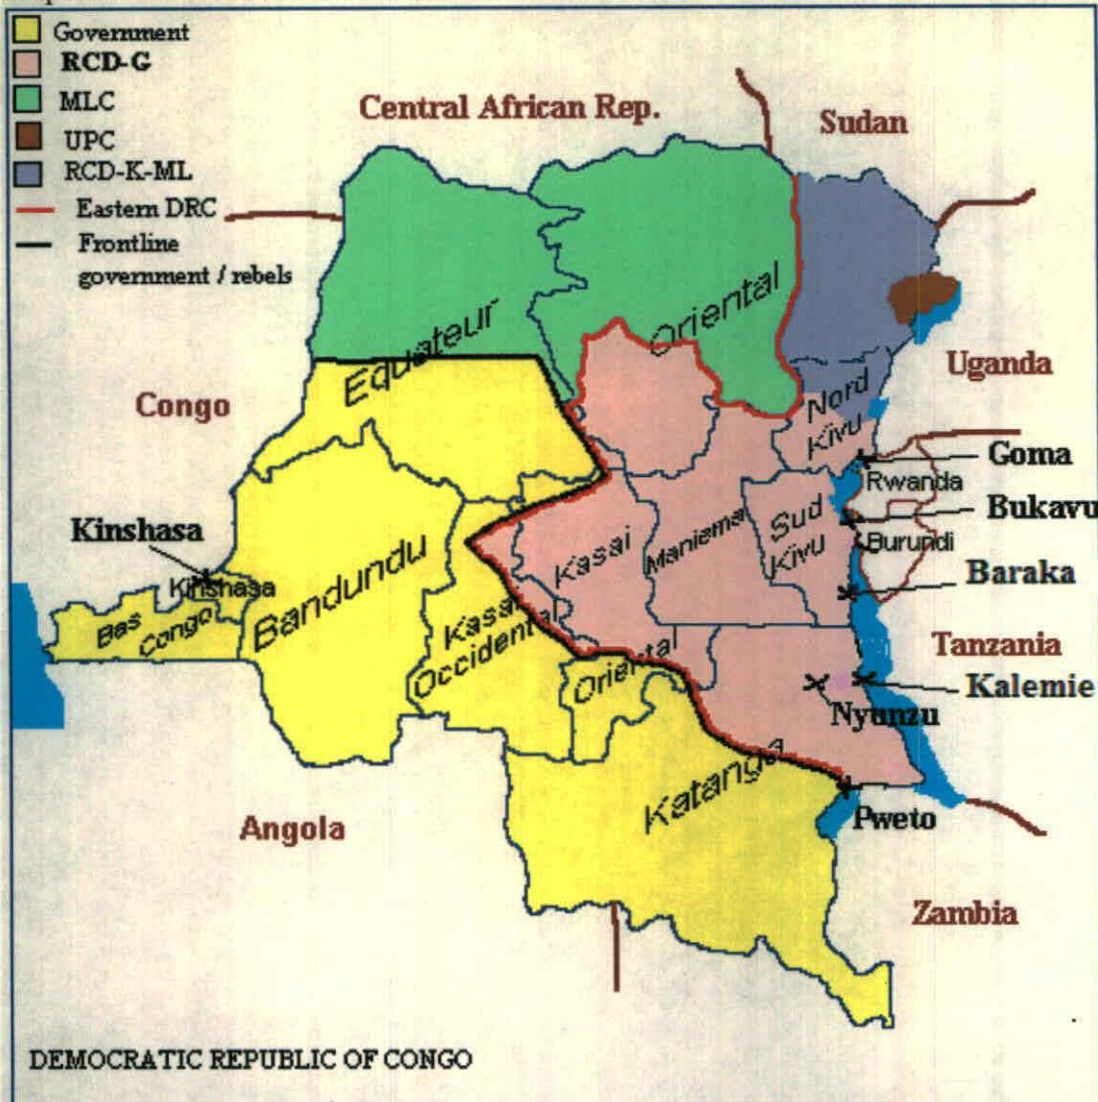 Government
RCD-G
MLC
UPC
RCD-K-ML
Eastern DRC
Frontline
government / rebels
Central African Rep.
Sudan
Equateur
Oriental
Uganda
Congo
Nord
Kivu
Goma
Rwanda
Bukavu
Kinshasa
Kinshasa
Bandundu
Kasai
Maniema
Sud
Kivu
Burundi
Baraka
Bas
Congo
Kasai
Occidental
Oriental
Tanzania
Kalemie
Nyunzu
Katanga
Pweto
Angola
Zambia
DEMOCRATIC REPUBLIC OF CONGO